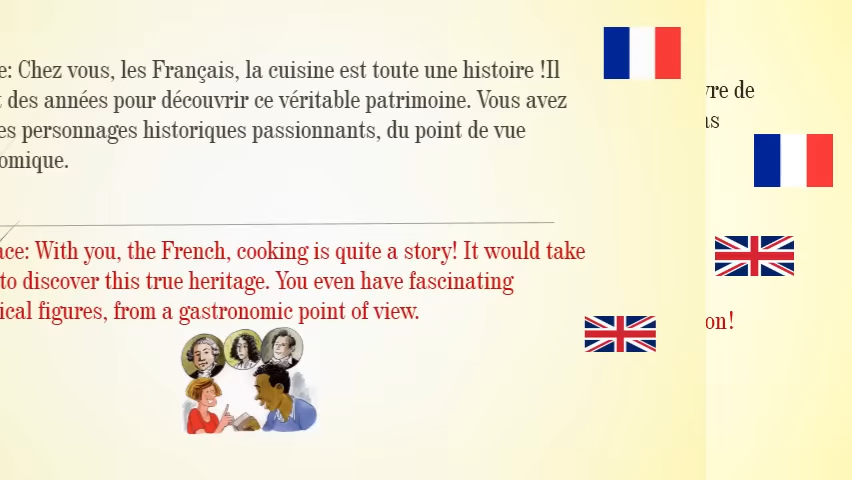 e: Chez vous, les Français, la cuisine est toute une histoire !Il
des années pour découvrir ce véritable patrimoine. Vous avez
es personnages historiques passionnants, du point de vue
omique.
vre de
as
ace: With you, the French, cooking is quite a story! It would take
to discover this true heritage. You even have fascinating
ical figures, from a gastronomic point of view.
on!